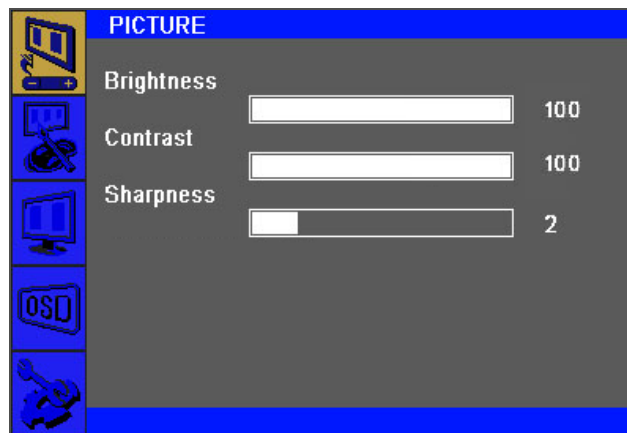 PICTURE
Brightness
100
Contrast
100
Sharpness
2
OSD